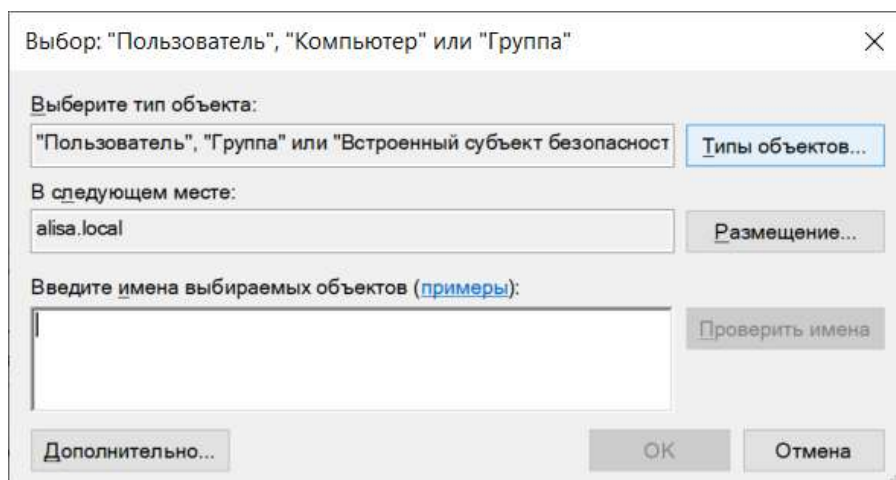 Выбор: "Пользователь", "Компьютер" или "Группа"
Выберите тип объекта:
"Пользователь", "Группа" или "Встроенный субъект безопасност
Типы объектов...
В следующем месте:
alisa.local
Размещение...
Введите имена выбираемых объектов (примеры):
Проверить имена
Дополнительно...
ОК
Отмена